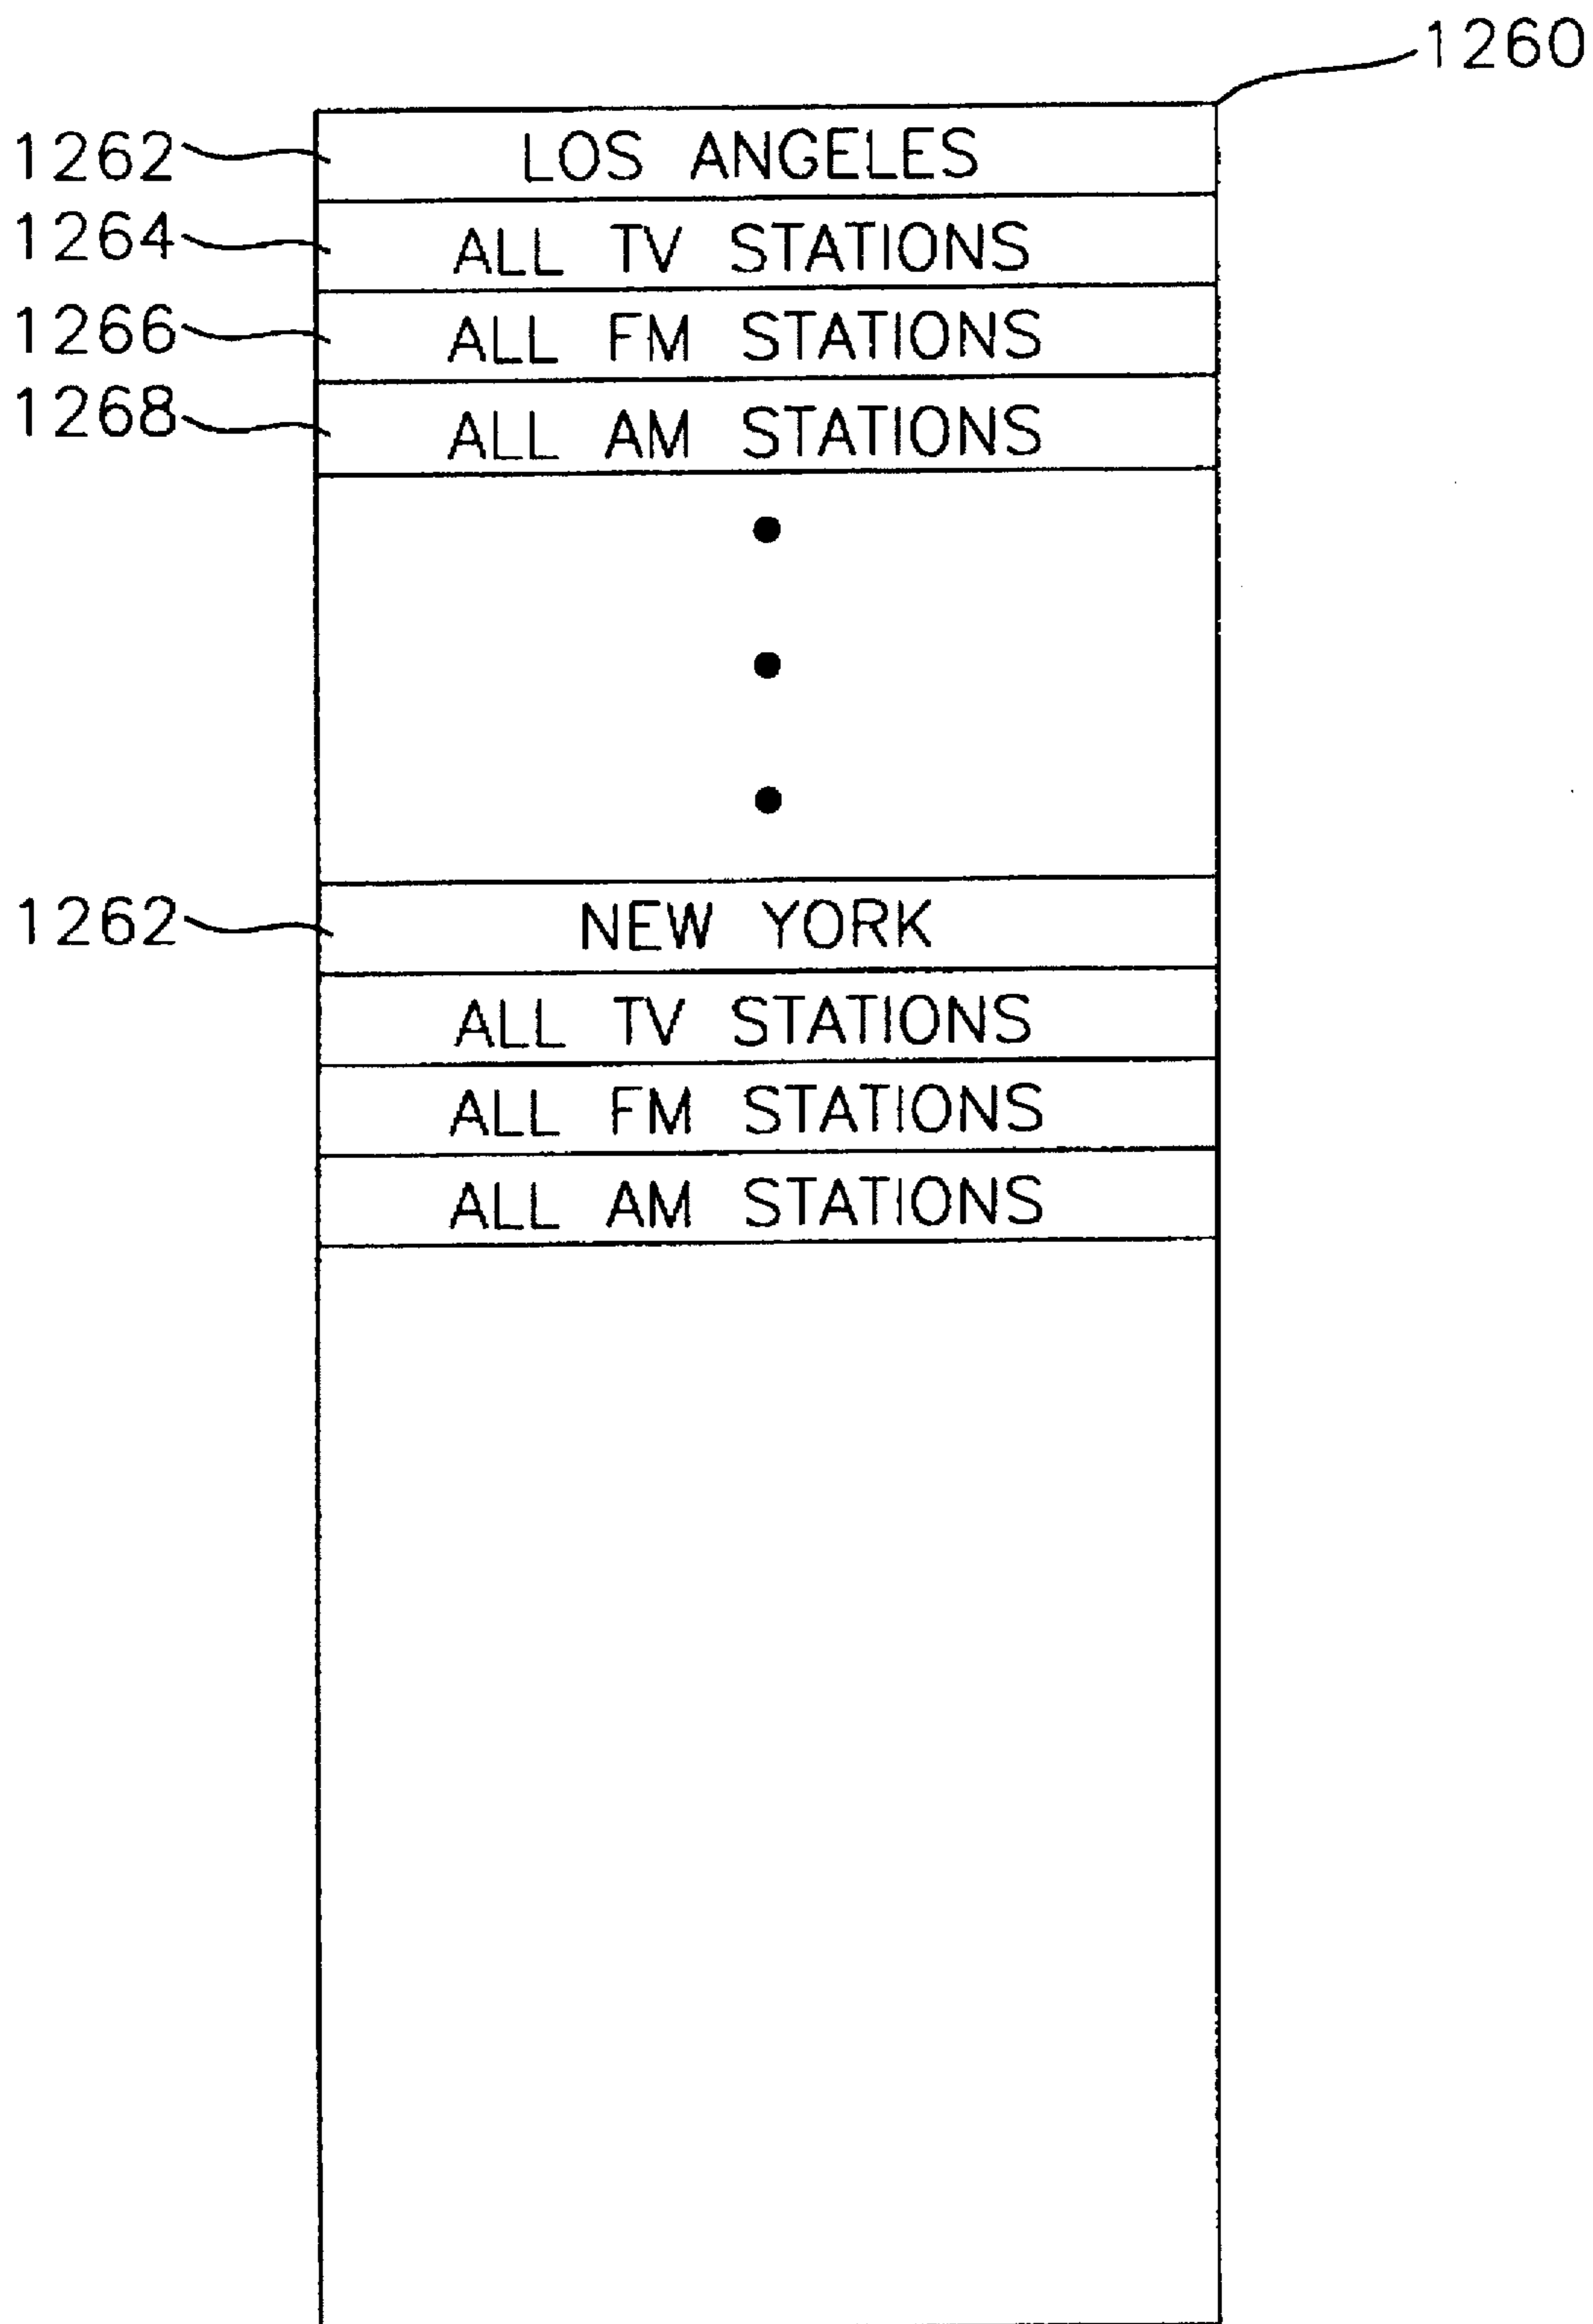 1260
1262 LOS ANGELES
1264 ALL TV STATIONS
1266 ALL FM STATIONS
1268 ALL AM STATIONS
1262 NEW YORK
ALL TV STATIONS
ALL FM STATIONS
ALL AM STATIONS